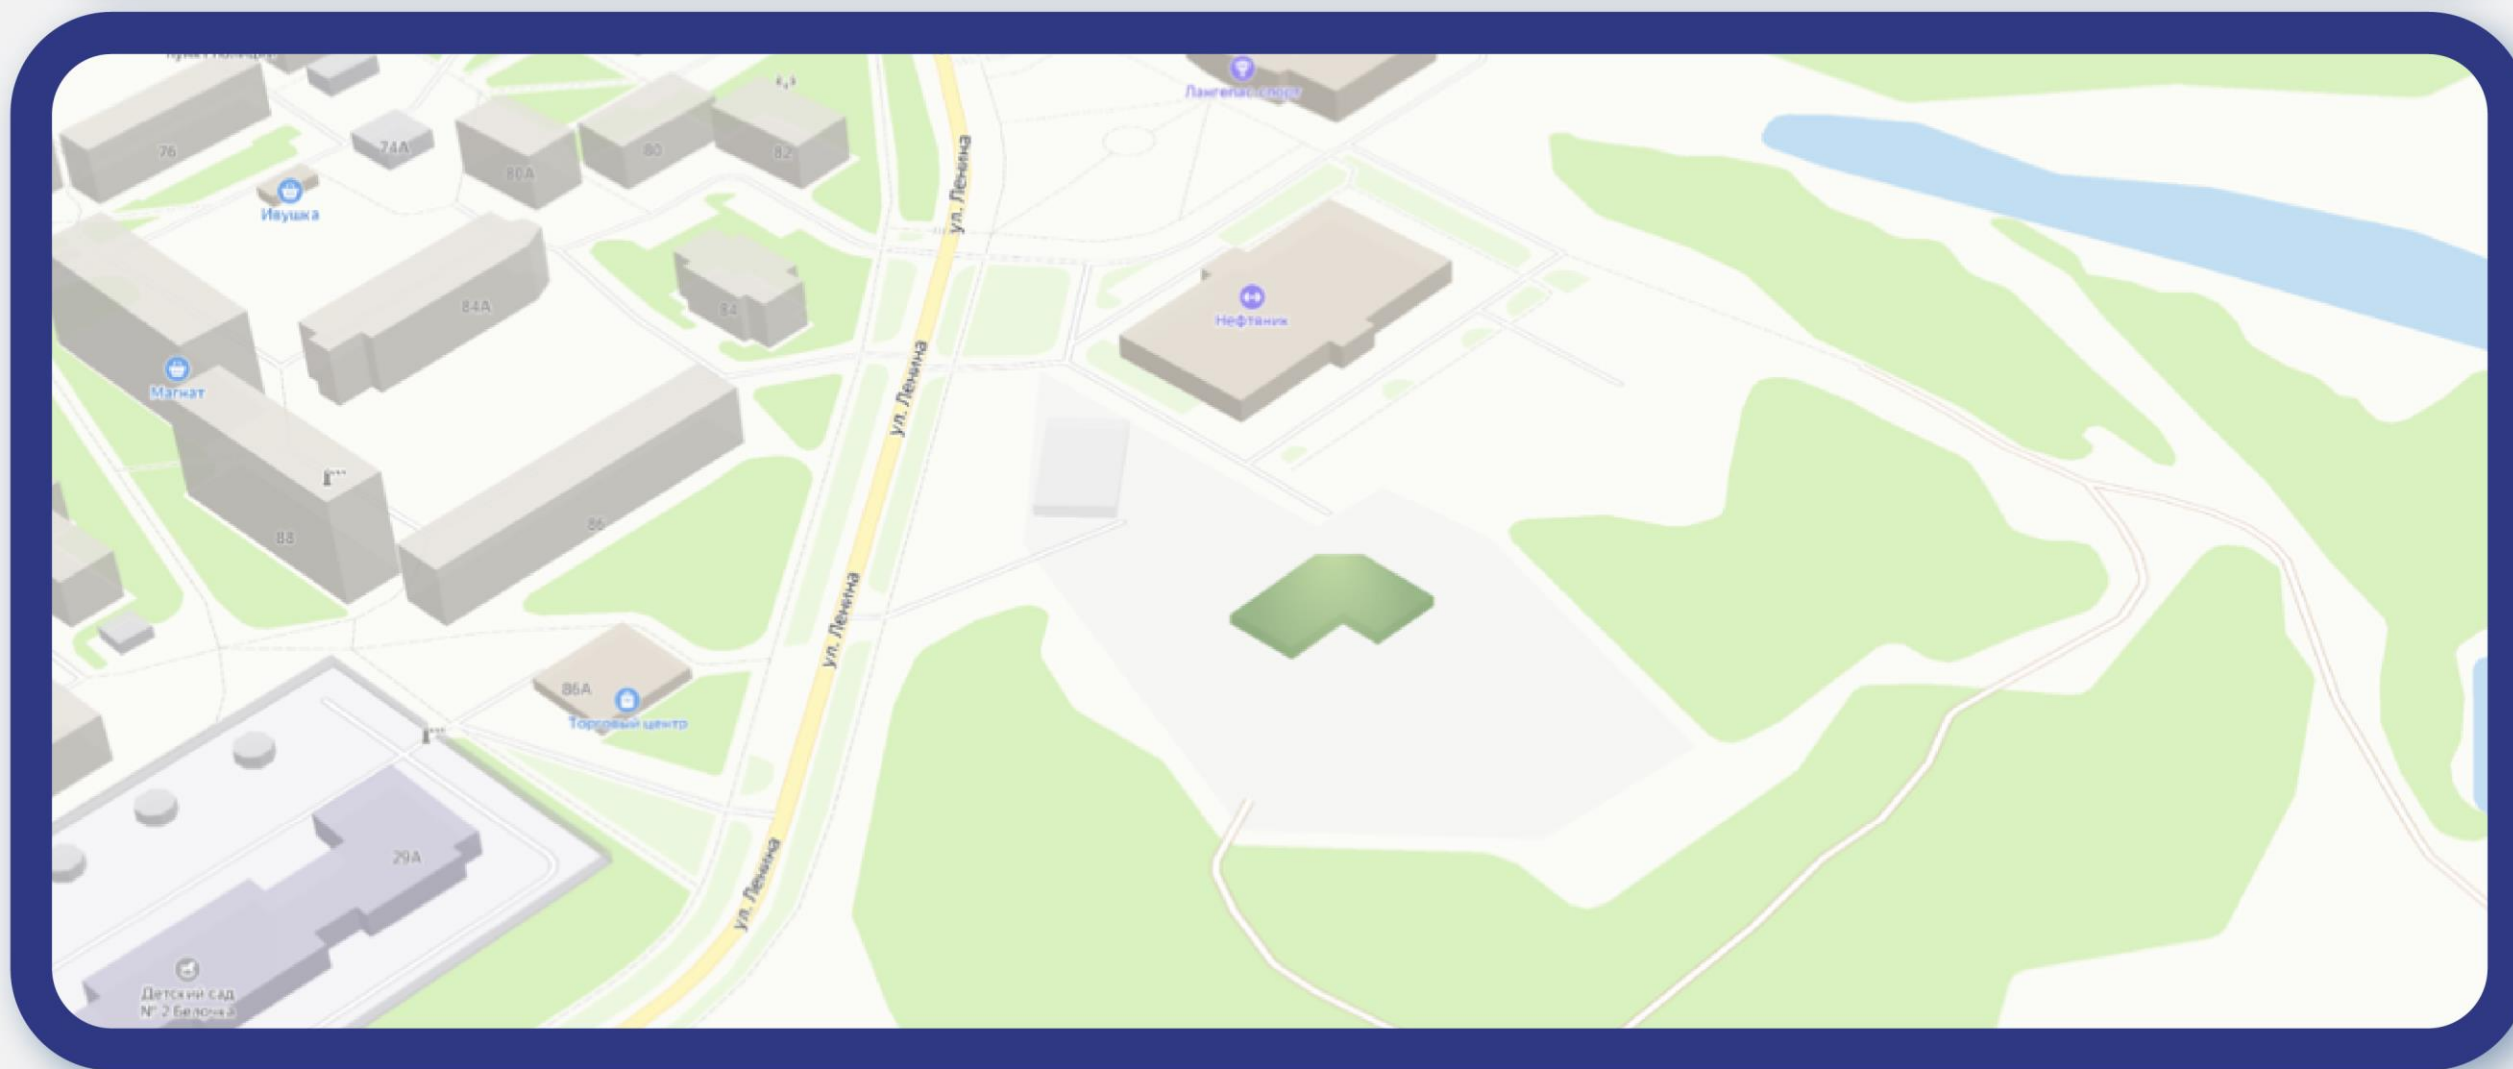 Лангепас спорт
76
74А
80А
80
82
Ивушка
ул. Ленина
84А
84
Нефтяник
Магнат
ул. Ленина
88
86
ул. Ленина
86А
Торговый центр
29А
ул. Ленина
Детский сад
№ 2 Белочка